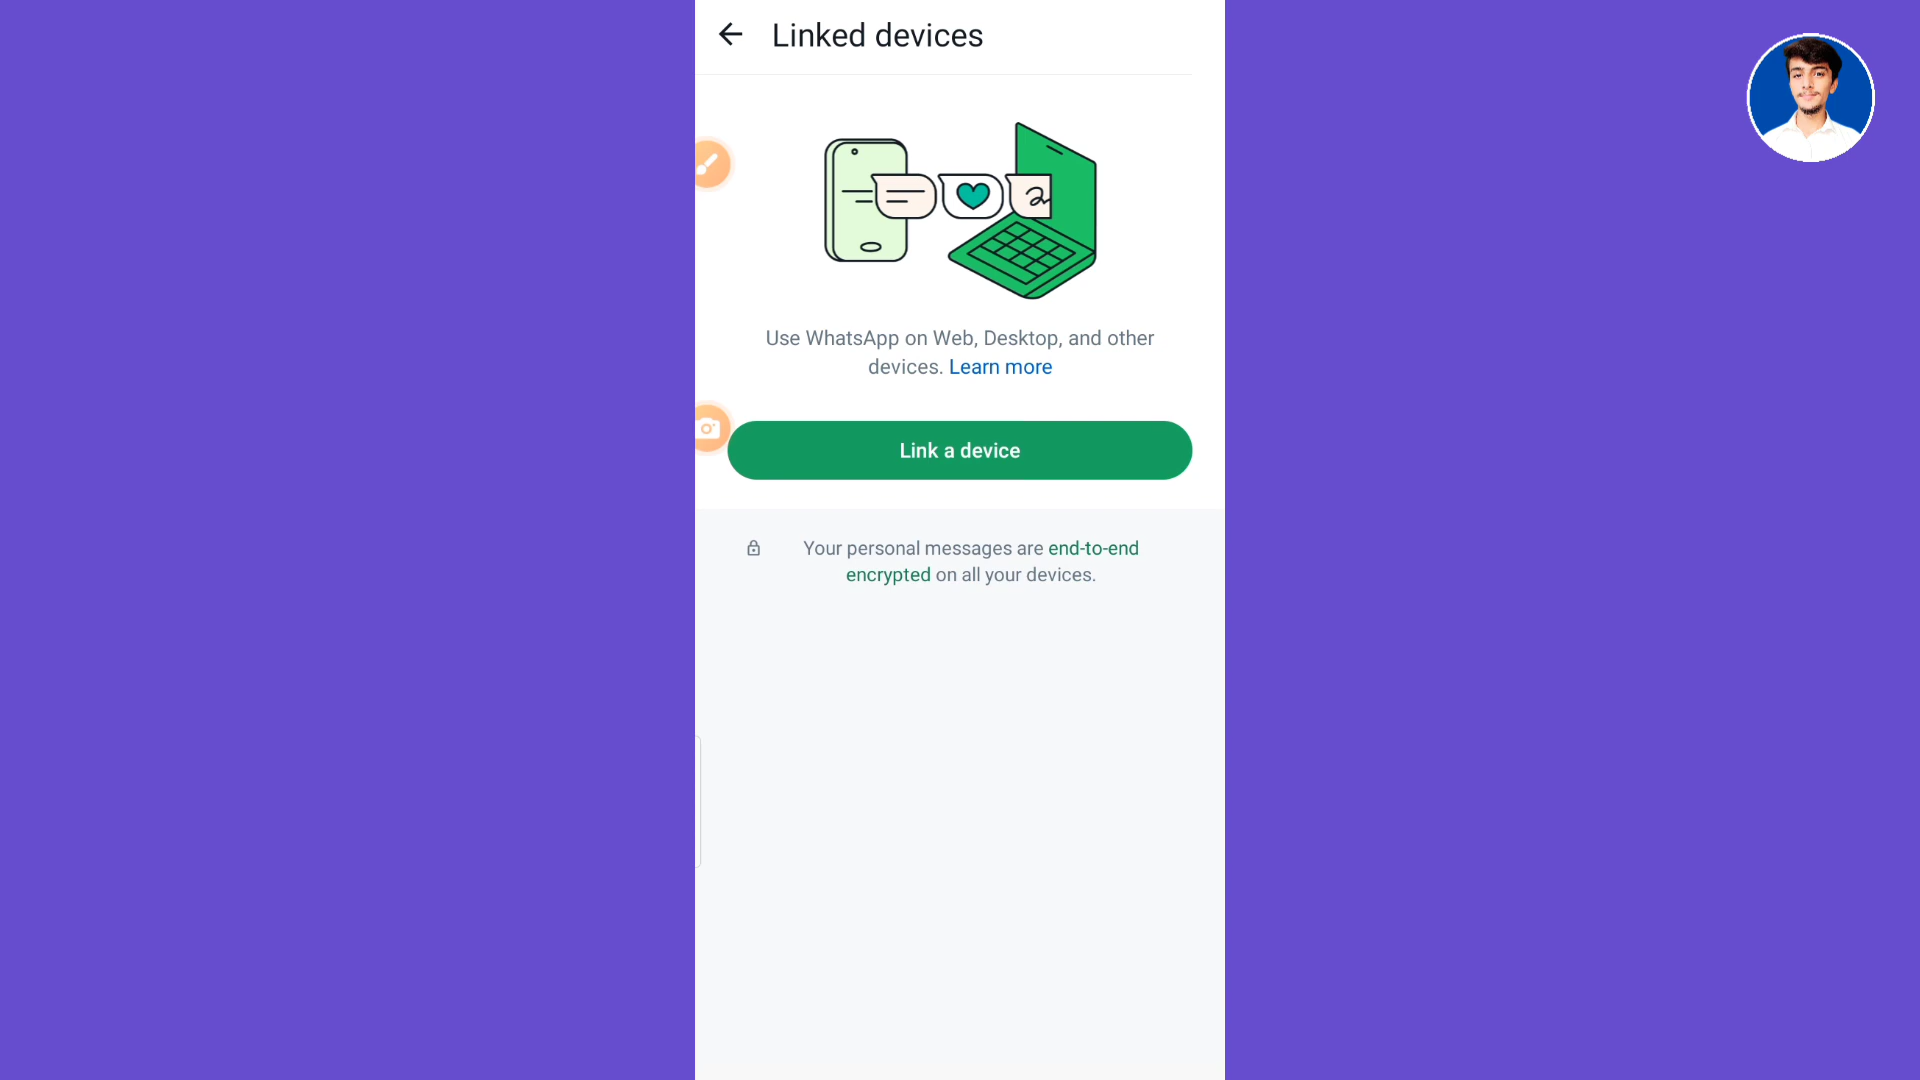 Linked devices
Use WhatsApp on Web, Desktop, and other
devices. Learn more
Link a device
Your personal messages are end-to-end
encrypted on all your devices.